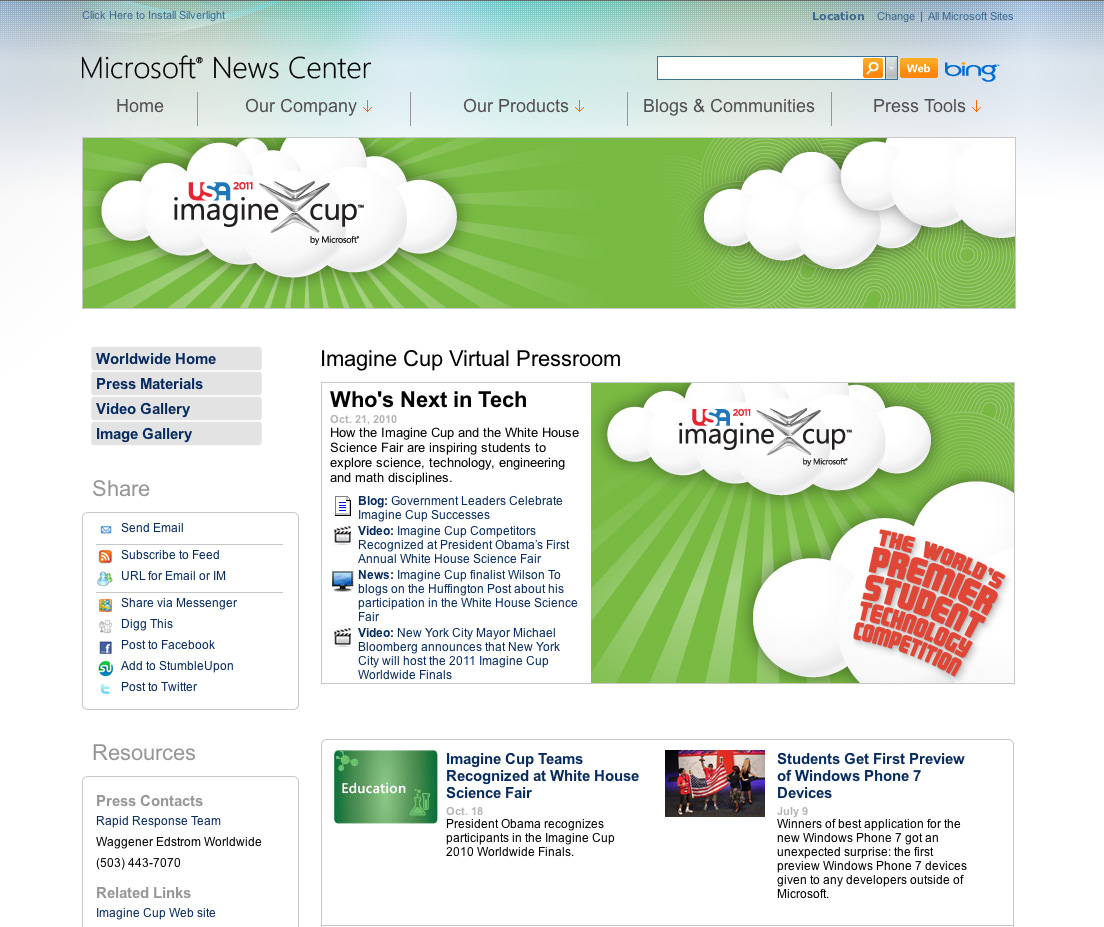 Click Here to Install Silverlight
Location Change | All Microsoft Sites
Microsoft® News Center
Web bing™
Home
Our Company
Our Products
Blogs & Communities
Press Tools
USA 2011
imagine cup™
by Microsoft®
Worldwide Home
Press Materials
Video Gallery
Image Gallery
Share
Send Email
Subscribe to Feed
URL for Email or IM
Share via Messenger
Digg This
Post to Facebook
Add to StumbleUpon
Post to Twitter
Resources
Press Contacts
Rapid Response Team
Waggener Edstrom Worldwide
(503) 443-7070
Related Links
Imagine Cup Web site
Imagine Cup Virtual Pressroom
Who's Next in Tech
Oct. 21, 2010
How the Imagine Cup and the White House
Science Fair are inspiring students to
explore science, technology, engineering
and math disciplines.
Blog: Government Leaders Celebrate
Imagine Cup Successes
Video: Imagine Cup Competitors
Recognized at President Obama’s First
Annual White House Science Fair
News: Imagine Cup finalist Wilson To
blogs on the Huffington Post about his
participation in the White House Science
Fair
Video: New York City Mayor Michael
Bloomberg announces that New York
City will host the 2011 Imagine Cup
Worldwide Finals
USA 2011
imagine cup™
by Microsoft®
THE WORLD'S
PREMIER
STUDENT
TECHNOLOGY
COMPETITION
Education
Imagine Cup Teams
Recognized at White House
Science Fair
Oct. 18
President Obama recognizes
participants in the Imagine Cup
2010 Worldwide Finals.
Students Get First Preview
of Windows Phone 7
Devices
July 9
Winners of best application for the
new Windows Phone 7 got an
unexpected surprise: the first
preview Windows Phone 7 devices
given to any developers outside of
Microsoft.